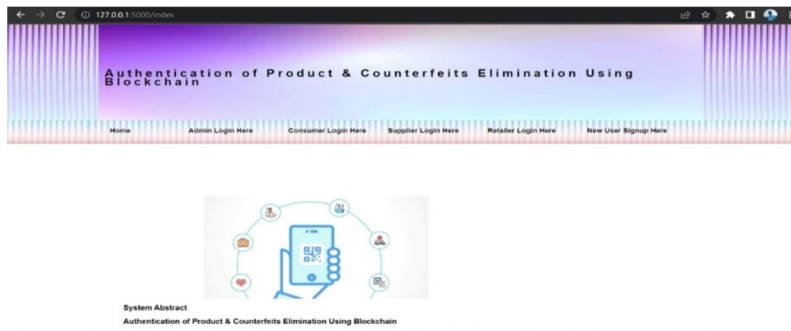 127.0.0.1:5000/index
Authentication of Product & Counterfeits Elimination Using
Blockchain
Home Admin Login Here Consumer Login Here Supplier Login Here Retailer Login Here New User Signup Here
System Abstract
Authentication of Product & Counterfeits Elimination Using Blockchain